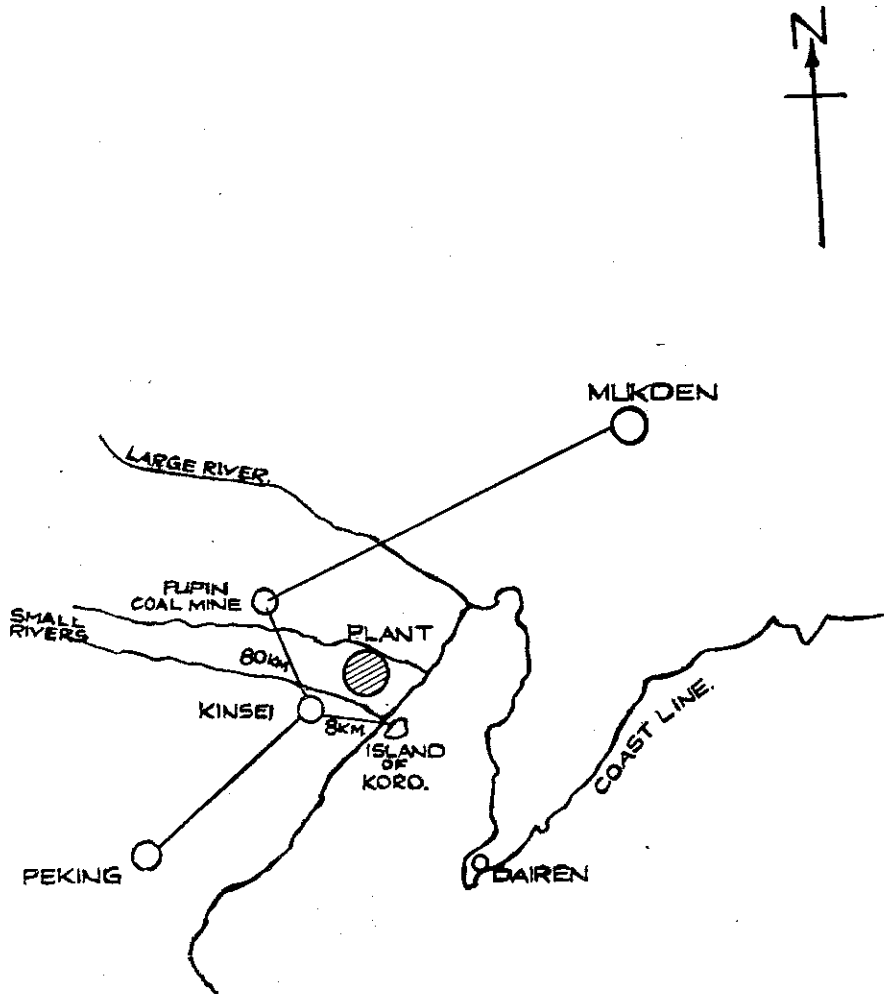 N
MUKDEN
LARGE RIVER.
FUPIN
COAL MINE
SMALL
RIVERS
PLANT
80KM
KINSEI
8KM.
ISLAND
OF
KORO.
COAST LINE.
PEKING
DAIREN